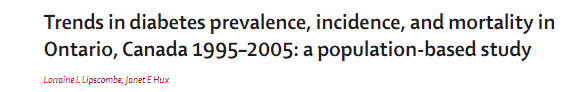 Trends in diabetes prevalence, incidence, and mortality in
Ontario, Canada 1995–2005: a population-based study
Lorraine L Lipscombe, Janet E Hux